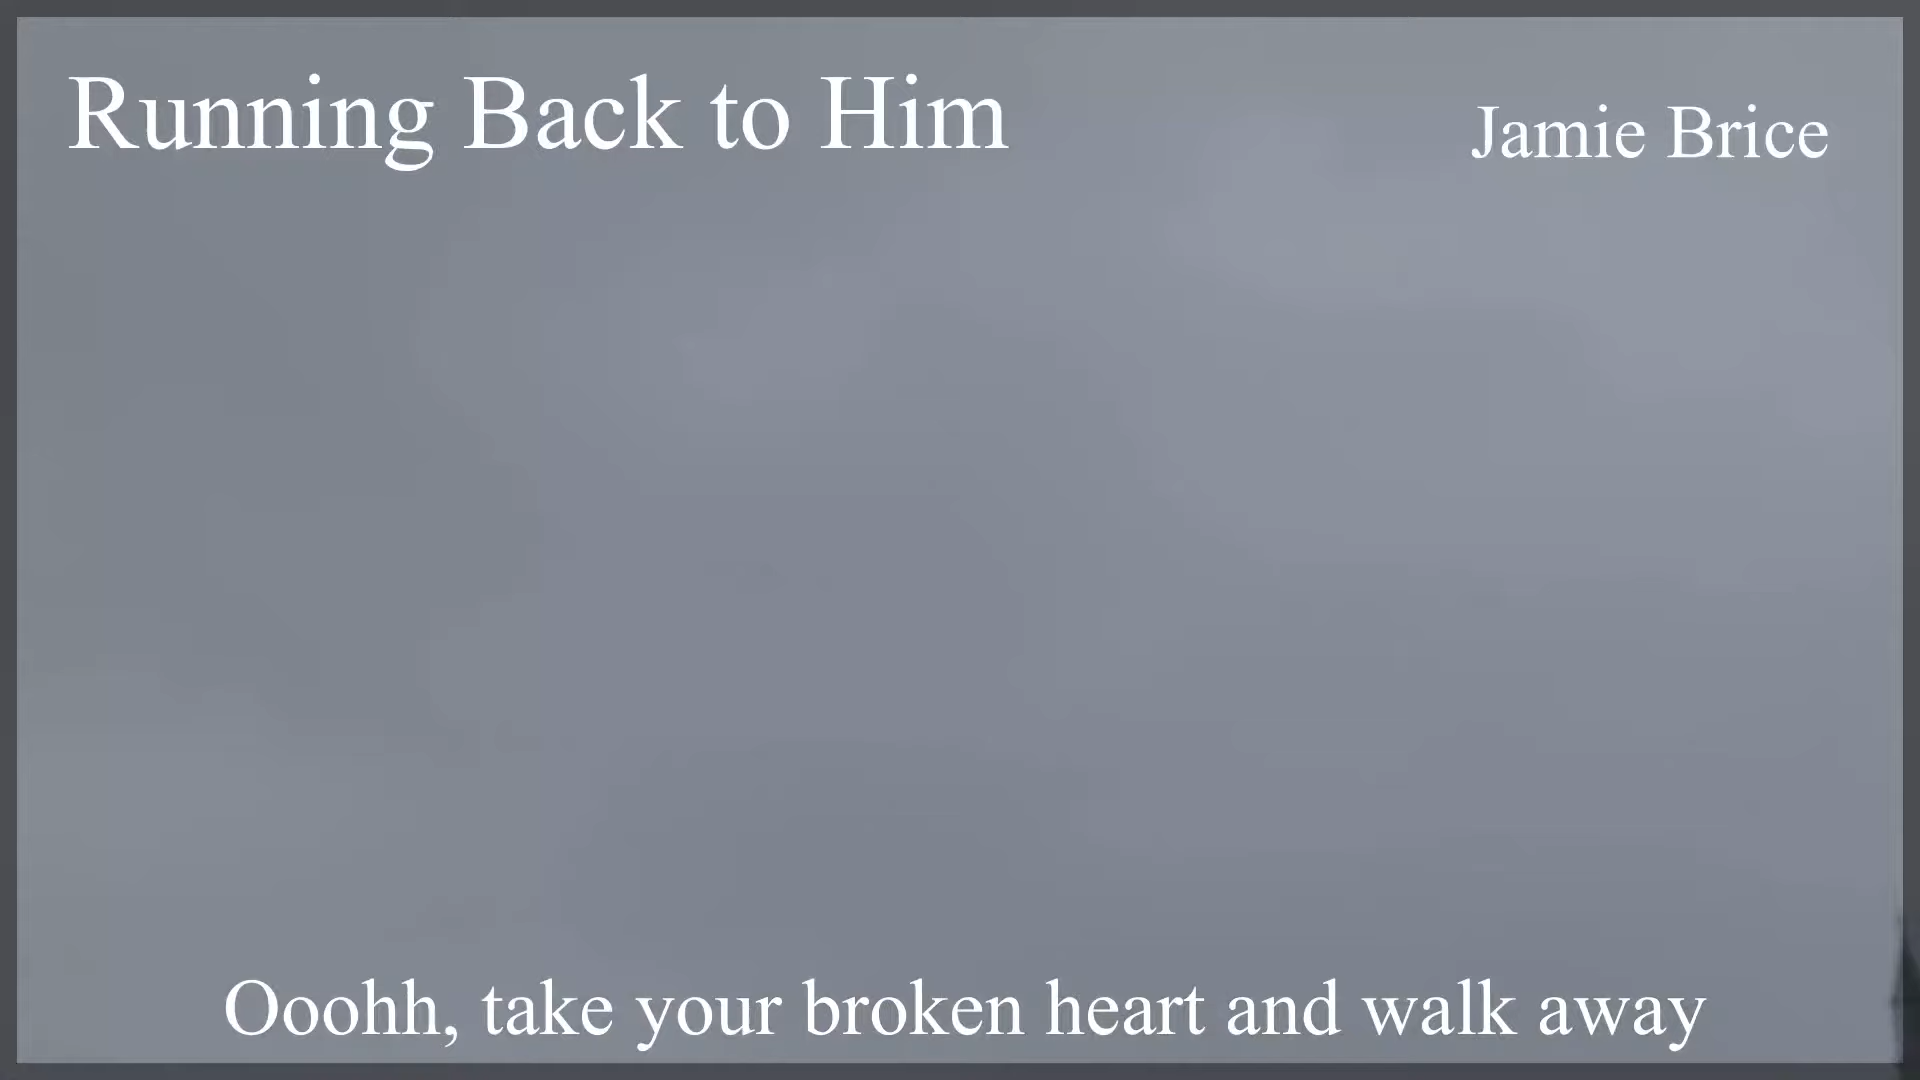 Running Back to Him
Jamie Brice
Ooohh, take your broken heart and walk away